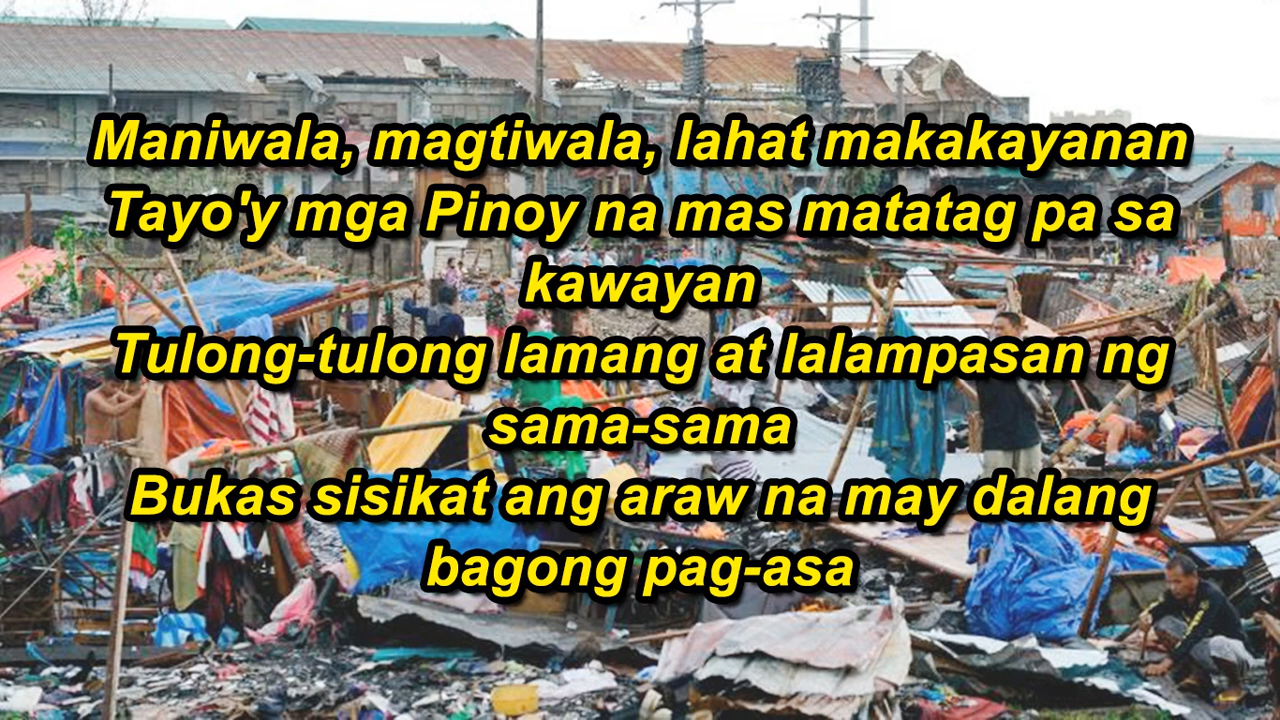 Maniwala, magtiwala, lahat makakayanan
Tayo'y mga Pinoy na mas matatag pa sa
kawayan
Tulong-tulong lamang at lalampasan ng
sama-sama
Bukas sisikat ang araw na may dalang
bagong pag-asa